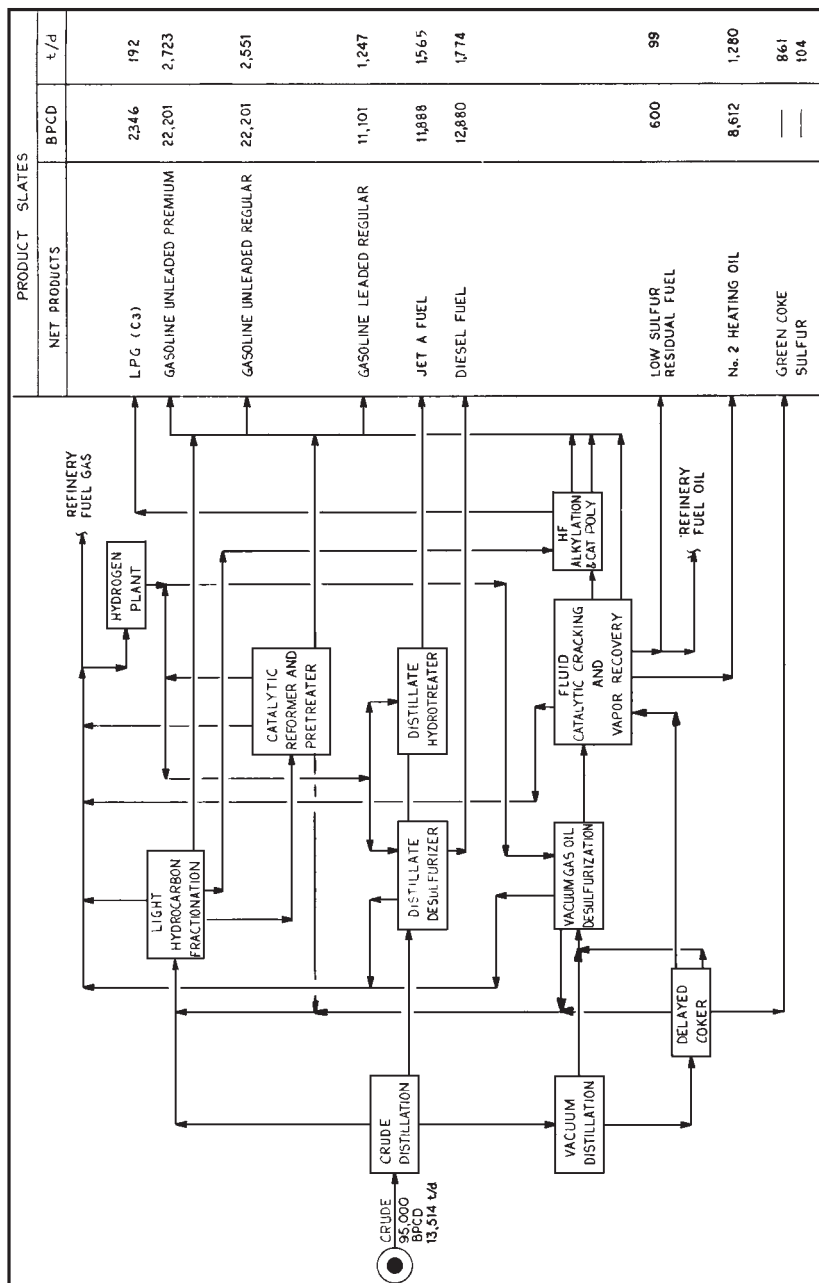 PRODUCT SLATES
NET PRODUCTS BPCD t/d
LPG (C3) 2,346 192
GASOLINE UNLEADED PREMIUM 22,201 2,723
GASOLINE UNLEADED REGULAR 22,201 2,551
GASOLINE LEADED REGULAR 11,101 1,247
JET A FUEL 11,888 1,565
DIESEL FUEL 12,880 1,774
LOW SULFUR
RESIDUAL FUEL 600 99
No. 2 HEATING OIL 8,612 1,280
GREEN COKE — 861
SULFUR — 104
REFINERY
FUEL GAS
HYDROGEN
PLANT
LIGHT
HYDROCARBON
FRACTIONATION
CATALYTIC
REFORMER AND
PRETREATER
CRUDE
95,000
BPCD
13,514 t/d
CRUDE
DISTILLATION
DISTILLATE
DESULFURIZER
DISTILLATE
HYDROTREATER
VACUUM
DISTILLATION
VACUUM GAS OIL
DESULFURIZATION
FLUID
CATALYTIC CRACKING
AND
VAPOR RECOVERY
HF
ALKYLATION
& CAT POLY
REFINERY
FUEL OIL
DELAYED
COKER